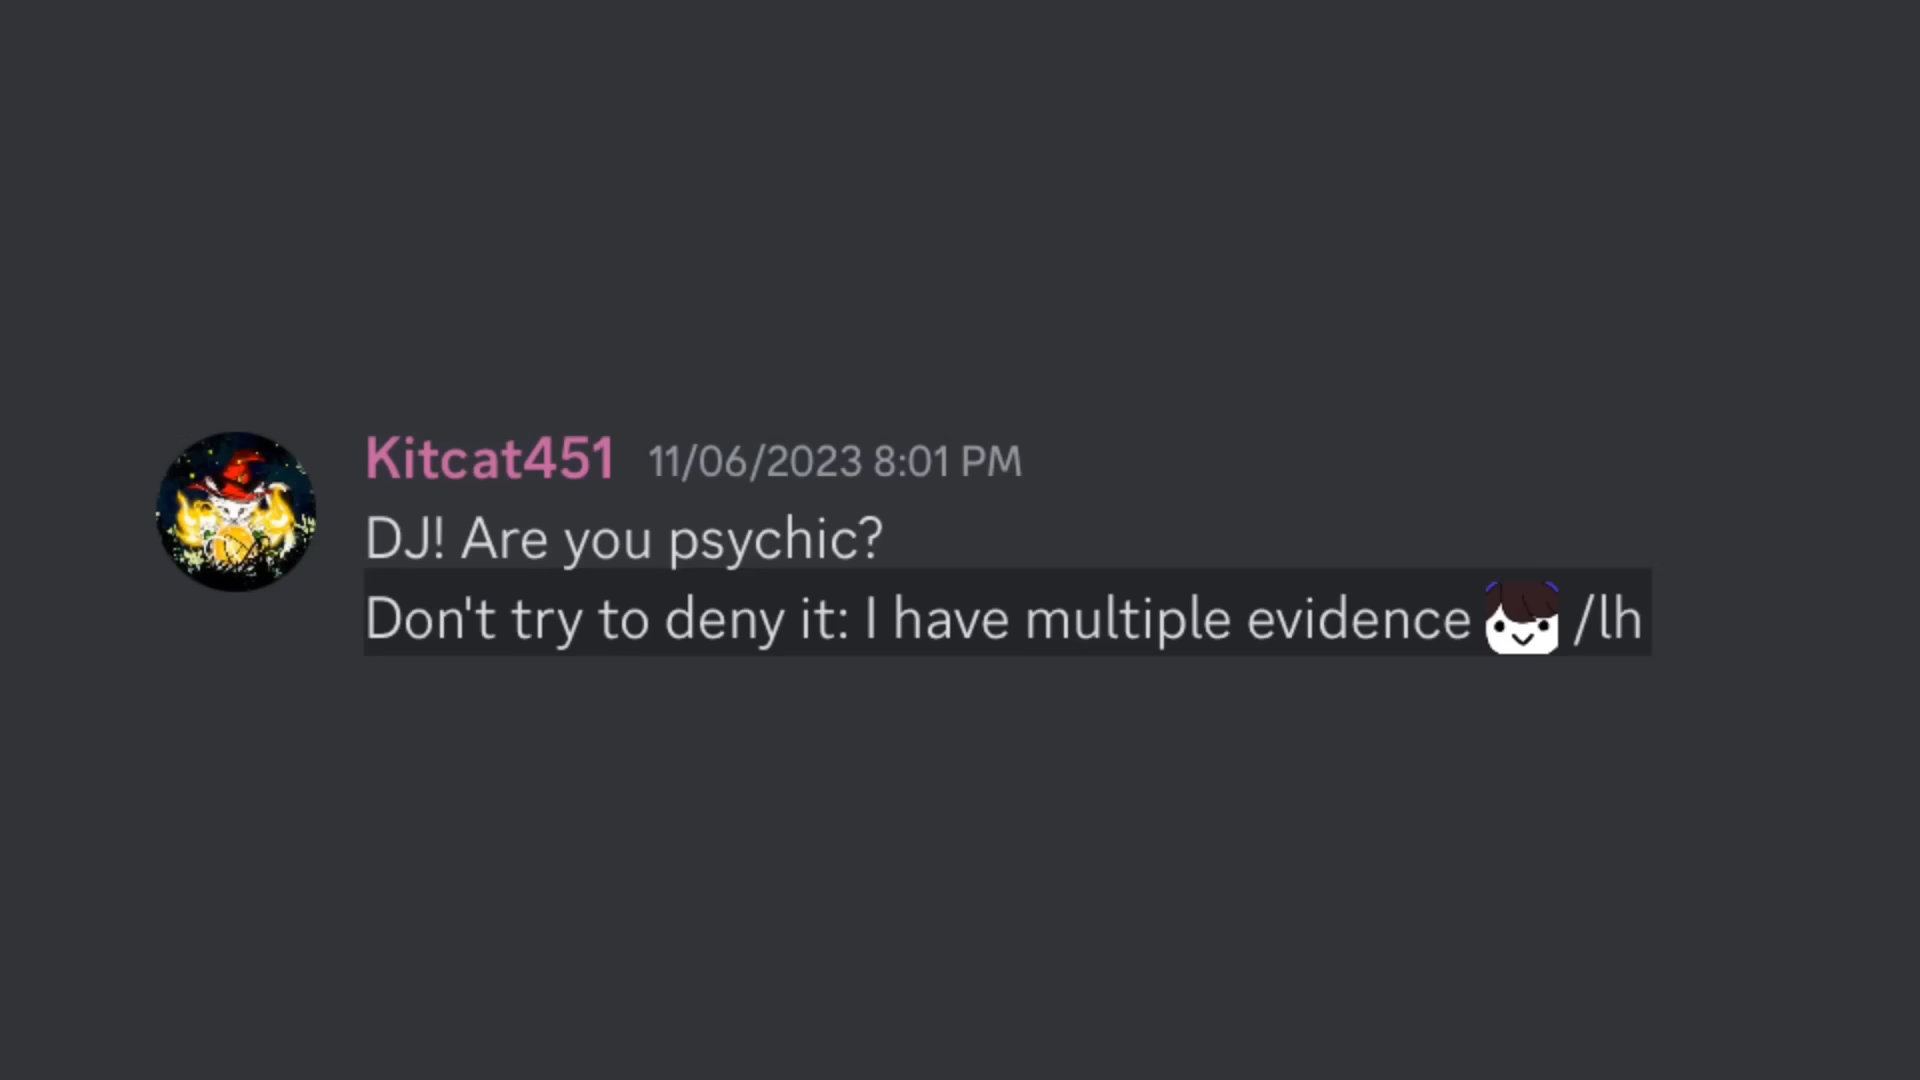 Kitcat451 11/06/2023 8:01 PM
DJ! Are you psychic?
Don't try to deny it: I have multiple evidence /lh